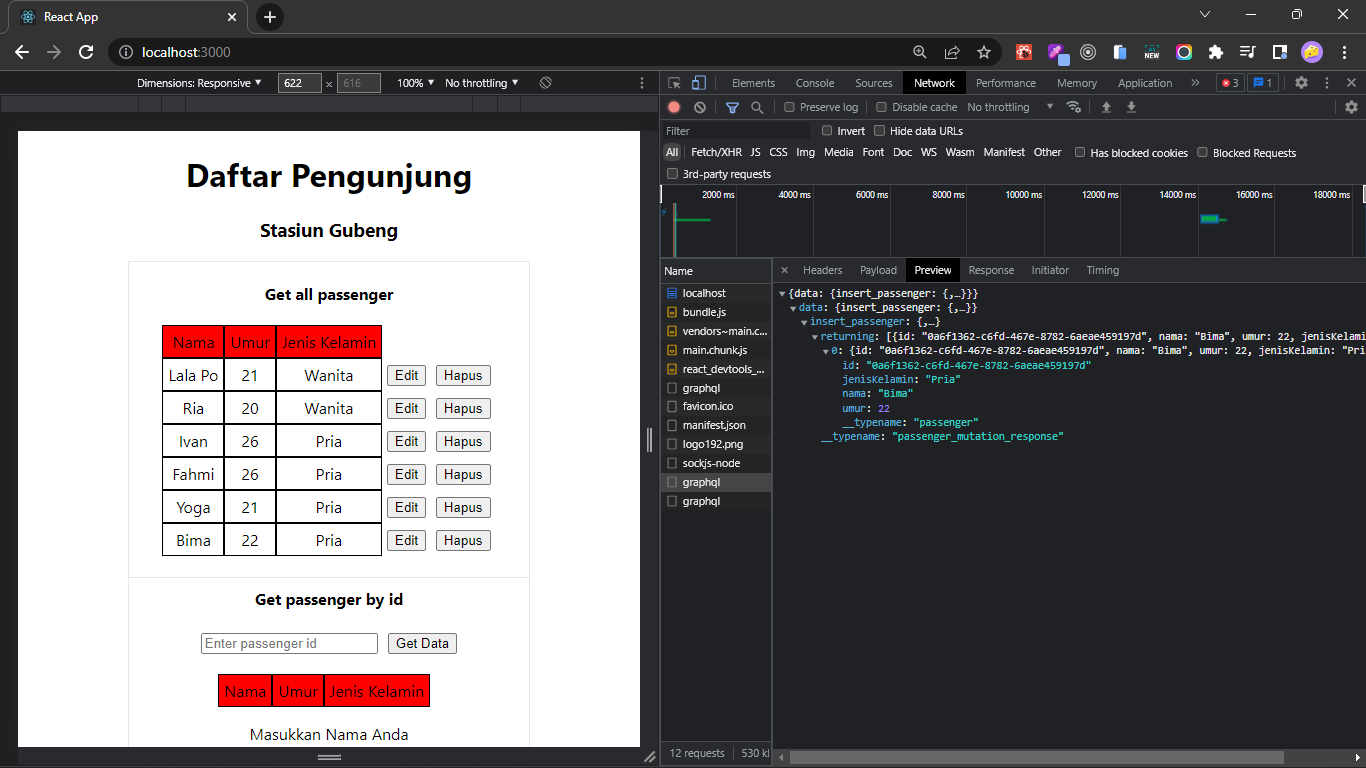 React App
localhost:3000
Dimensions: Responsive 622 × 616 100% No throttling
Elements Console Sources Network Performance Memory Application » 3 1
Preserve log Disable cache No throttling
Filter Invert Hide data URLs
All Fetch/XHR JS CSS Img Media Font Doc WS Wasm Manifest Other Has blocked cookies Blocked Requests
3rd-party requests
2000 ms 4000 ms 6000 ms 8000 ms 10000 ms 12000 ms 14000 ms 16000 ms 18000 ms
Daftar Pengunjung
Stasiun Gubeng
Get all passenger
Nama Umur Jenis Kelamin
Lala Po 21 Wanita Edit Hapus
Ria 20 Wanita Edit Hapus
Ivan 26 Pria Edit Hapus
Fahmi 26 Pria Edit Hapus
Yoga 21 Pria Edit Hapus
Bima 22 Pria Edit Hapus
Get passenger by id
Enter passenger id Get Data
Nama Umur Jenis Kelamin
Masukkan Nama Anda
Name
localhost
bundle.js
vendors~main.c...
main.chunk.js
react_devtools_...
graphql
favicon.ico
manifest.json
logo192.png
sockjs-node
graphql
graphql
12 requests 530 k
Headers Payload Preview Response Initiator Timing
{data: {insert_passenger: {,…}}}
data: {insert_passenger: {,…}}
insert_passenger: {,…}
returning: [{id: "0a6f1362-c6fd-467e-8782-6aeae459197d", nama: "Bima", umur: 22, jenisKelami
0: {id: "0a6f1362-c6fd-467e-8782-6aeae459197d", nama: "Bima", umur: 22, jenisKelamin: "Pri
id: "0a6f1362-c6fd-467e-8782-6aeae459197d"
jenisKelamin: "Pria"
nama: "Bima"
umur: 22
__typename: "passenger"
__typename: "passenger_mutation_response"